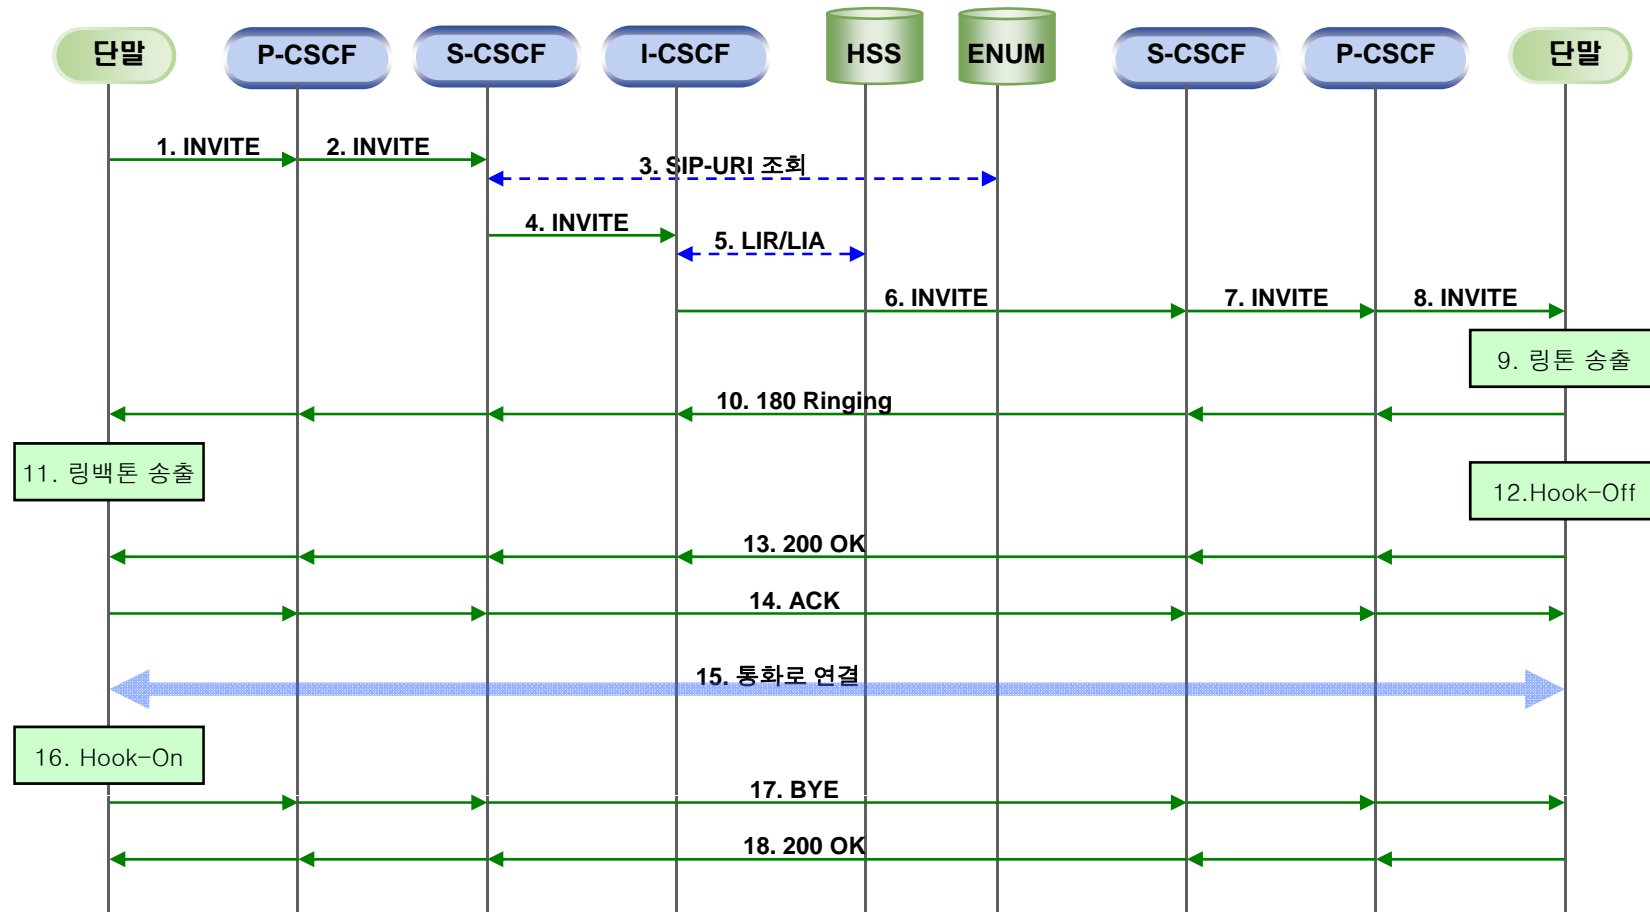 단말
P-CSCF
S-CSCF
I-CSCF
HSS
ENUM
S-CSCF
P-CSCF
단말
1. INVITE
2. INVITE
3. SIP-URI 조회
4. INVITE
5. LIR/LIA
6. INVITE
7. INVITE
8. INVITE
9. 링톤 송출
10. 180 Ringing
11. 링백톤 송출
12.Hook-Off
13. 200 OK
14. ACK
15. 통화로 연결
16. Hook-On
17. BYE
18. 200 OK